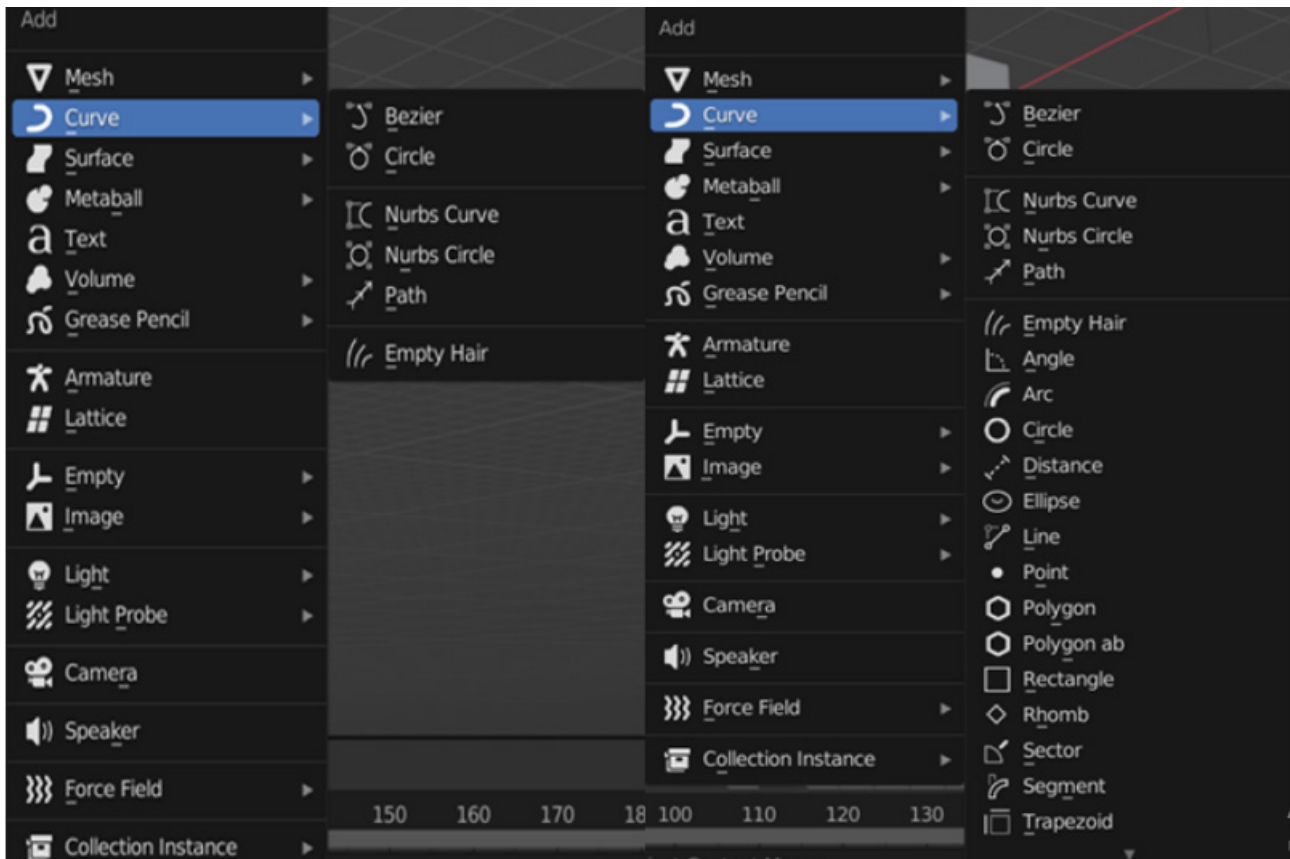 Add
Mesh
Curve
Surface
Metaball
Text
Volume
Grease Pencil
Armature
Lattice
Empty
Image
Light
Light Probe
Camera
Speaker
Force Field
Collection Instance
Bezier
Circle
Nurbs Curve
Nurbs Circle
Path
Empty Hair
150 160 170 18
Add
Mesh
Curve
Surface
Metaball
Text
Volume
Grease Pencil
Armature
Lattice
Empty
Image
Light
Light Probe
Camera
Speaker
Force Field
Collection Instance
100 110 120 130
Bezier
Circle
Nurbs Curve
Nurbs Circle
Path
Empty Hair
Angle
Arc
Circle
Distance
Ellipse
Line
Point
Polygon
Polygon ab
Rectangle
Rhomb
Sector
Segment
Trapezoid